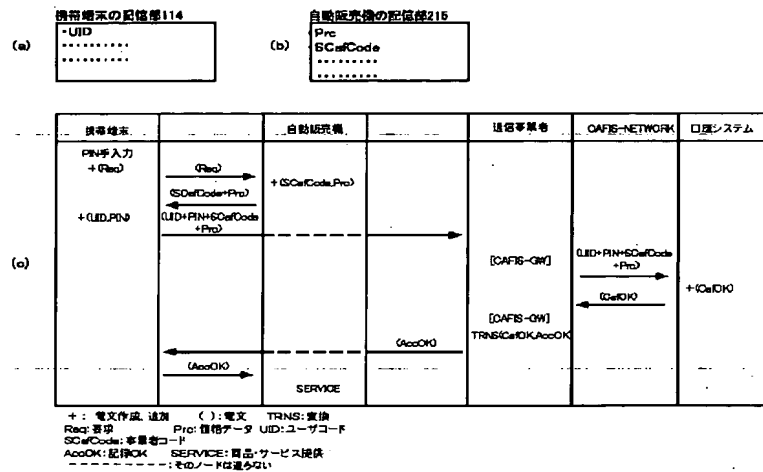 携帯端末の記憶部114
自動販売機の記憶部215
(a)
・UID
(b)
Prc
SCafCode
携帯端末
自動販売機
通信事業者
CAFIS-NETWORK
口座システム
PIN手入力
+(Req)
(Req)
+(SCafCode,Prc)
(SCafCode+Prc)
+(UID,PIN)
(UID+PIN+SCafCode
+Prc)
(c)
[CAFIS-GW]
(UID+PIN+SCafCode
+Prc)
+(CafOK)
(CafOK)
[CAFIS-GW]
TRNS(CafOK,AccOK)
(AccOK)
(AccOK)
SERVICE
+: 電文作成, 追加 ( ): 電文 TRNS: 変換
Req: 要求 Prc: 価格データ UID: ユーザコード
SCafCode: 事業者コード
AccOK: 記録OK SERVICE: 商品・サービス提供
----------: そのノードは通らない